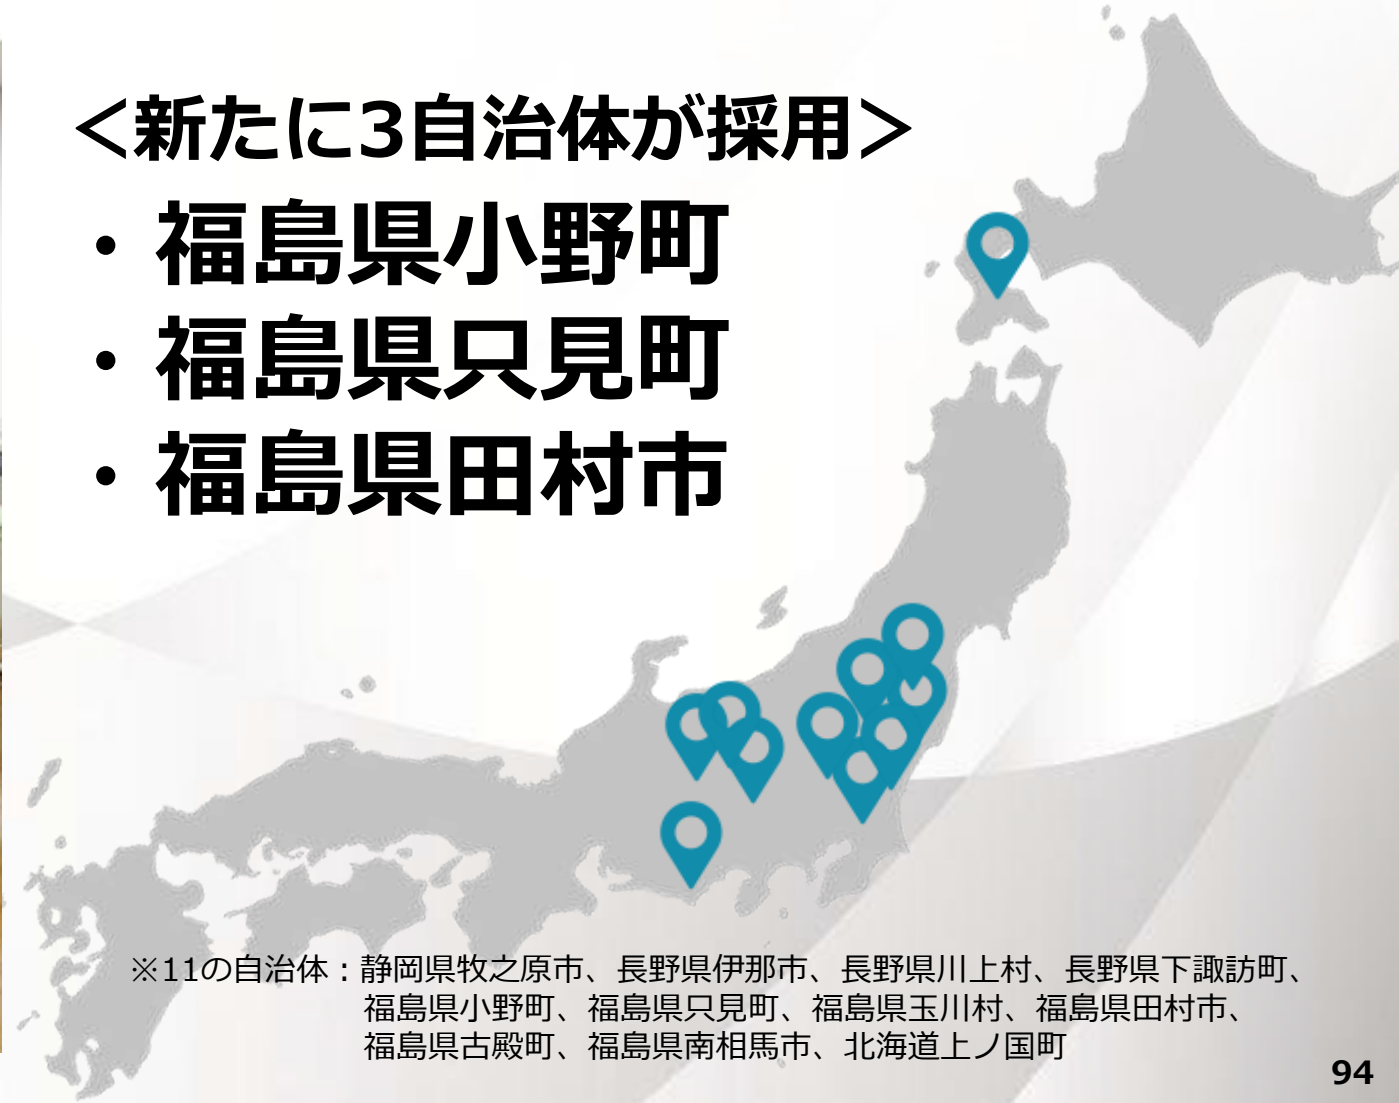 ＜新たに3自治体が採用＞
・福島県小野町
・福島県只見町
・福島県田村市
※11の自治体：静岡県牧之原市、長野県伊那市、長野県川上村、長野県下諏訪町、
福島県小野町、福島県只見町、福島県玉川村、福島県田村市、
福島県古殿町、福島県南相馬市、北海道上ノ国町
94